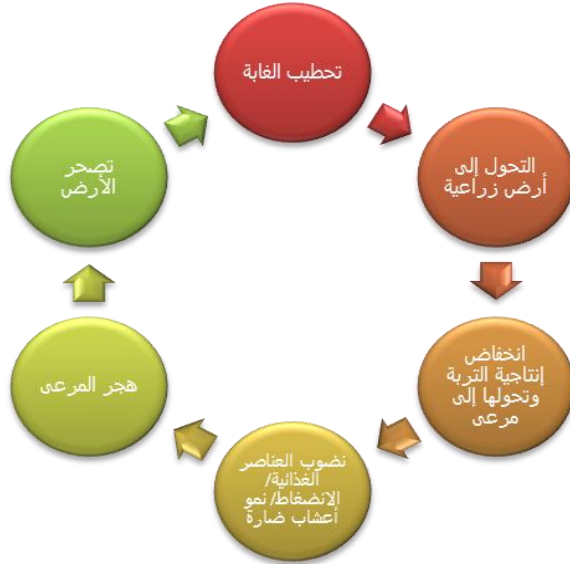 تحطيب الغابة
التحول إلى
أرض زراعية
انخفاض
إنتاجية التربة
وتحولها إلى
مرعى
نضوب العناصر
الغذائية/
الانضغاط/ نمو
أعشاب ضارة
هجر المرعى
تصحر
الأرض